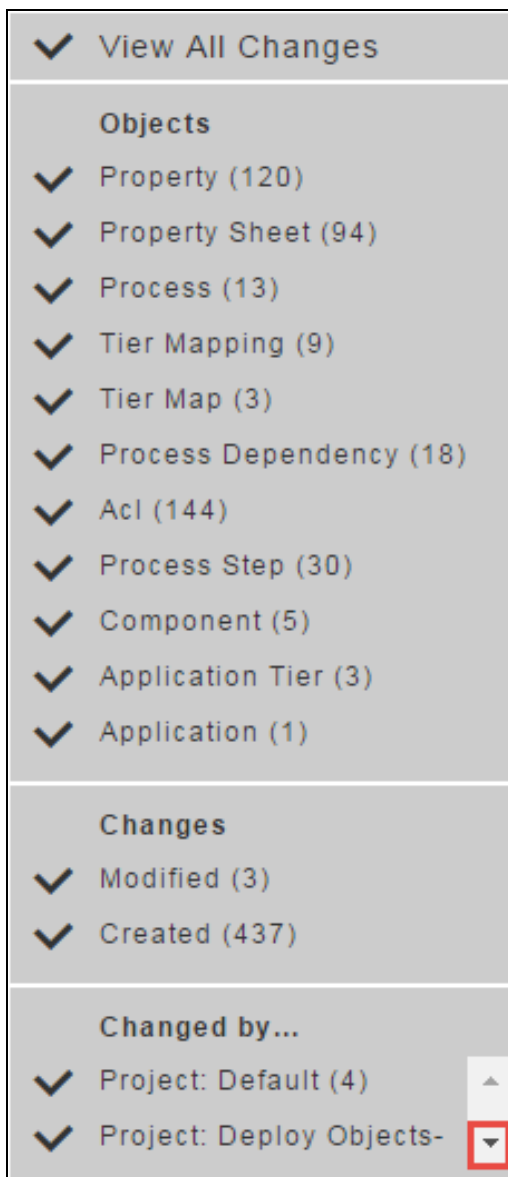 View All Changes
Objects
Property (120)
Property Sheet (94)
Process (13)
Tier Mapping (9)
Tier Map (3)
Process Dependency (18)
Acl (144)
Process Step (30)
Component (5)
Application Tier (3)
Application (1)
Changes
Modified (3)
Created (437)
Changed by...
Project: Default (4)
Project: Deploy Objects-